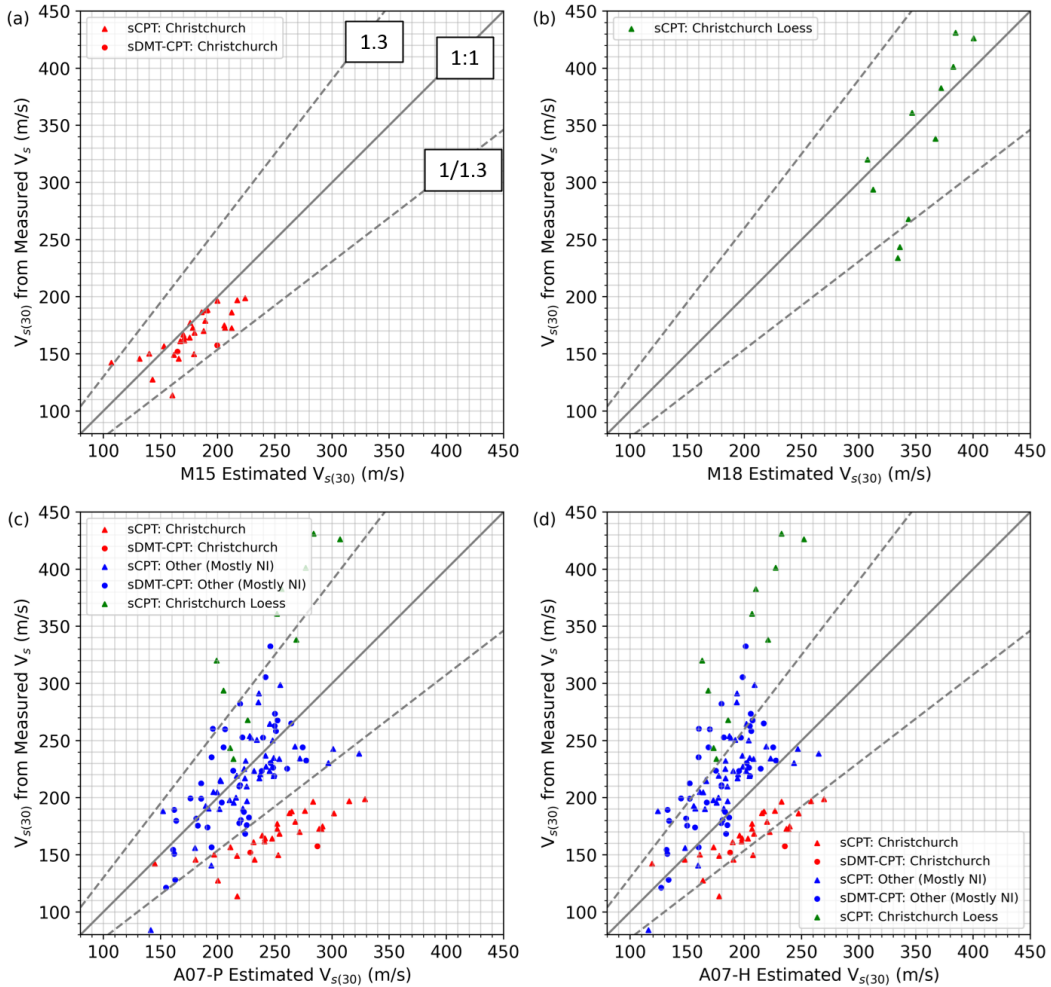 (a)
sCPT: Christchurch
sDMT-CPT: Christchurch
1.3
1:1
1/1.3
450
400
350
300
250
200
150
100
V_s(30) from Measured V_s (m/s)
100 150 200 250 300 350 400 450
M15 Estimated V_s(30) (m/s)
(b)
sCPT: Christchurch Loess
450
400
350
300
250
200
150
100
V_s(30) from Measured V_s (m/s)
100 150 200 250 300 350 400 450
M18 Estimated V_s(30) (m/s)
(c)
sCPT: Christchurch
sDMT-CPT: Christchurch
sCPT: Other (Mostly NI)
sDMT-CPT: Other (Mostly NI)
sCPT: Christchurch Loess
450
400
350
300
250
200
150
100
V_s(30) from Measured V_s (m/s)
100 150 200 250 300 350 400 450
A07-P Estimated V_s(30) (m/s)
(d)
450
400
350
300
250
200
150
100
V_s(30) from Measured V_s (m/s)
sCPT: Christchurch
sDMT-CPT: Christchurch
sCPT: Other (Mostly NI)
sDMT-CPT: Other (Mostly NI)
sCPT: Christchurch Loess
100 150 200 250 300 350 400 450
A07-H Estimated V_s(30) (m/s)